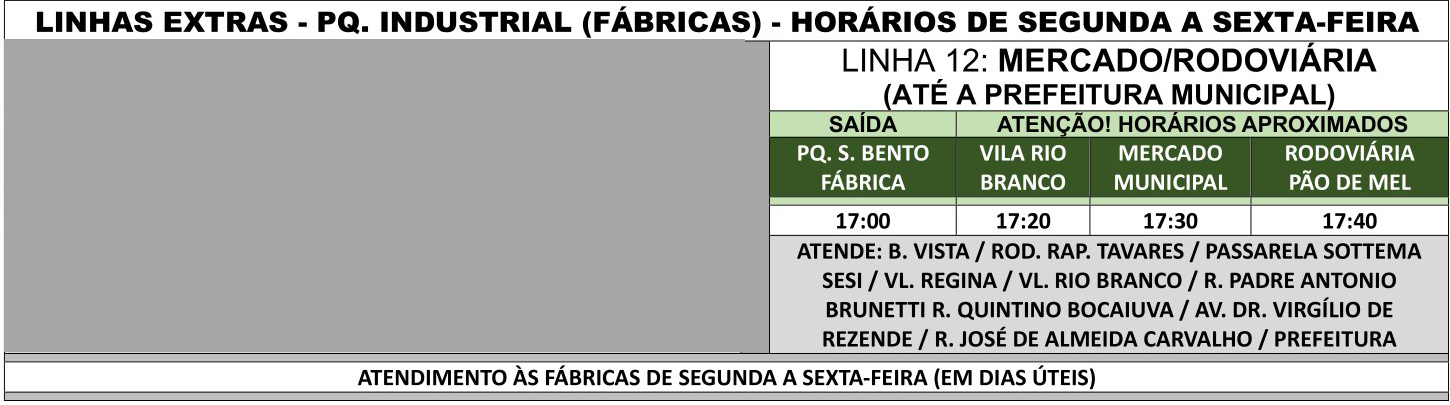 LINHAS EXTRAS - PQ. INDUSTRIAL (FÁBRICAS) - HORÁRIOS DE SEGUNDA A SEXTA-FEIRA
LINHA 12: MERCADO/RODOVIÁRIA
(ATÉ A PREFEITURA MUNICIPAL)
SAÍDA ATENÇÃO! HORÁRIOS APROXIMADOS
PQ. S. BENTO VILA RIO MERCADO RODOVIÁRIA
FÁBRICA BRANCO MUNICIPAL PÃO DE MEL
17:00 17:20 17:30 17:40
ATENDE: B. VISTA / ROD. RAP. TAVARES / PASSARELA SOTTEMA
SESI / VL. REGINA / VL. RIO BRANCO / R. PADRE ANTONIO
BRUNETTI R. QUINTINO BOCAIUVA / AV. DR. VIRGÍLIO DE
REZENDE / R. JOSÉ DE ALMEIDA CARVALHO / PREFEITURA
ATENDIMENTO ÀS FÁBRICAS DE SEGUNDA A SEXTA-FEIRA (EM DIAS ÚTEIS)